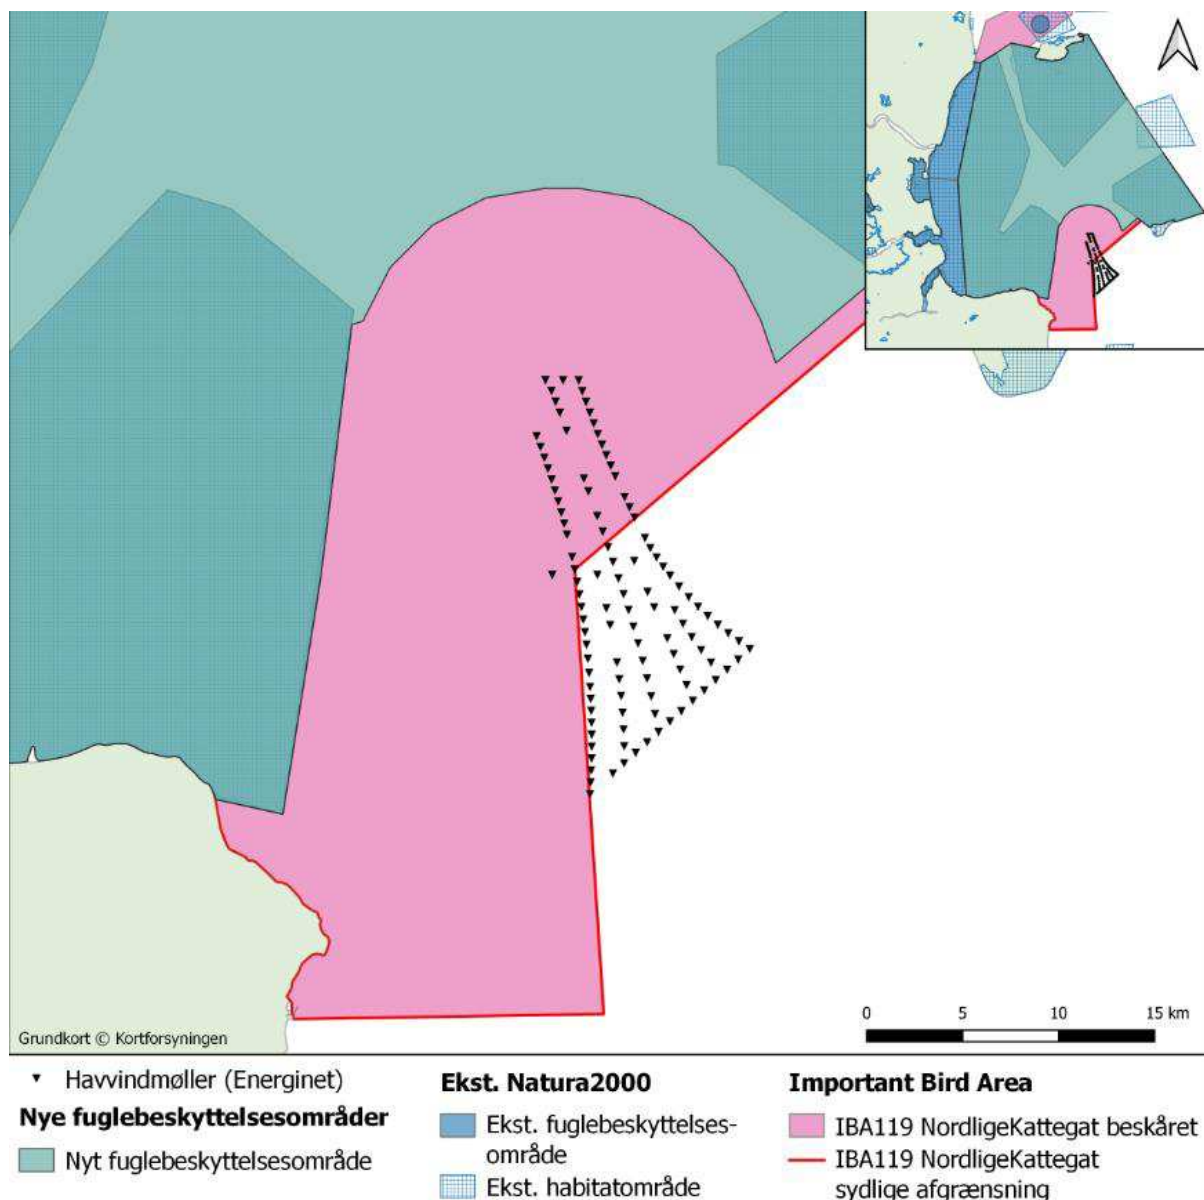 Grundkort © Kortforsyningen
0 5 10 15 km
Havvindmøller (Energinet)
Nye fuglebeskyttelsesområder
Nyt fuglebeskyttelsesområde
Ekst. Natura2000
Ekst. fuglebeskyttelses-
område
Ekst. habitatområde
Important Bird Area
IBA119 NordligeKattegat beskåret
IBA119 NordligeKattegat
sydlige afgrænsning